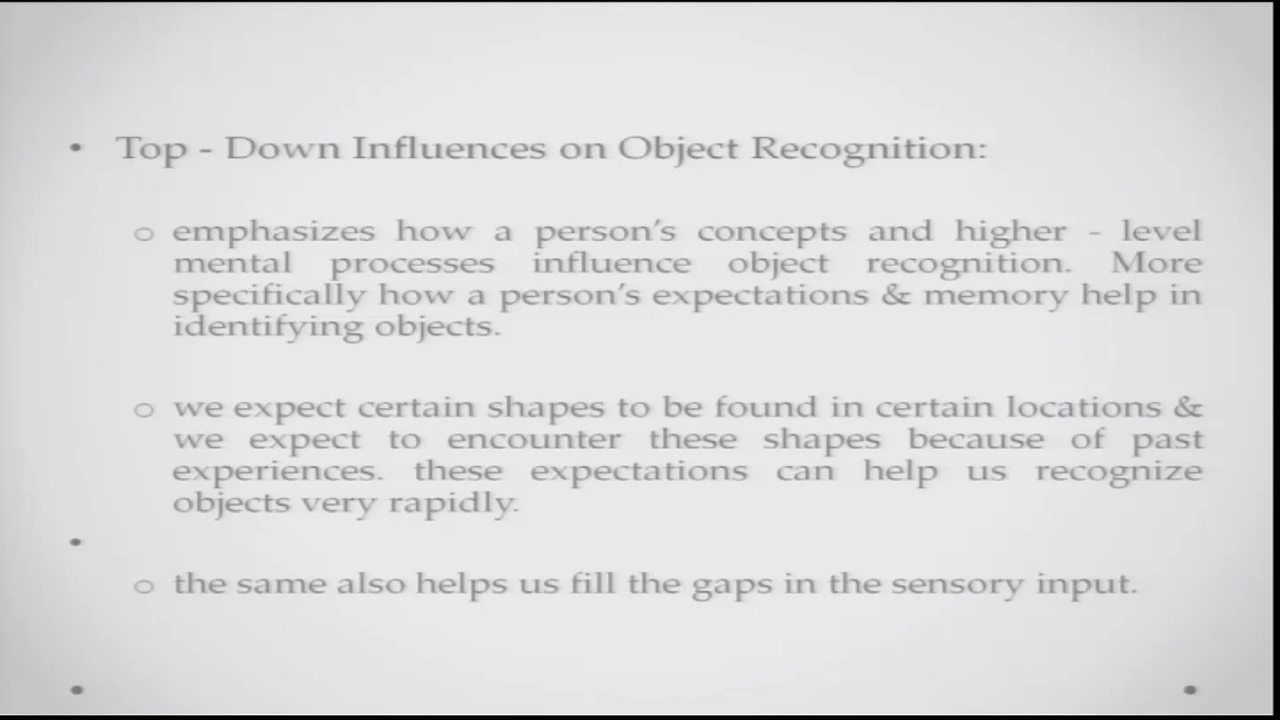 • Top - Down Influences on Object Recognition:
o emphasizes how a person's concepts and higher - level
mental processes influence object recognition. More
specifically how a person's expectations & memory help in
identifying objects.
o we expect certain shapes to be found in certain locations &
we expect to encounter these shapes because of past
experiences. these expectations can help us recognize
objects very rapidly.
•
o the same also helps us fill the gaps in the sensory input.
• •